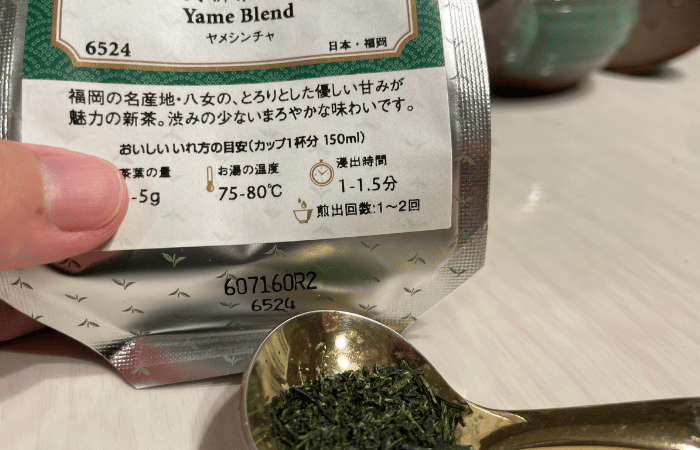 Yame Blend
ヤメシンチャ
6524
日本・福岡
福岡の名産地・八女の、とろりとした優しい甘みが
魅力の新茶。渋みの少ないまろやかな味わいです。
おいしいいれ方の目安(カップ1杯分 150ml)
茶葉の量
-5g
お湯の温度
75-80℃
浸出時間
1-1.5分
煎出回数:1〜2回
607160R2
6524